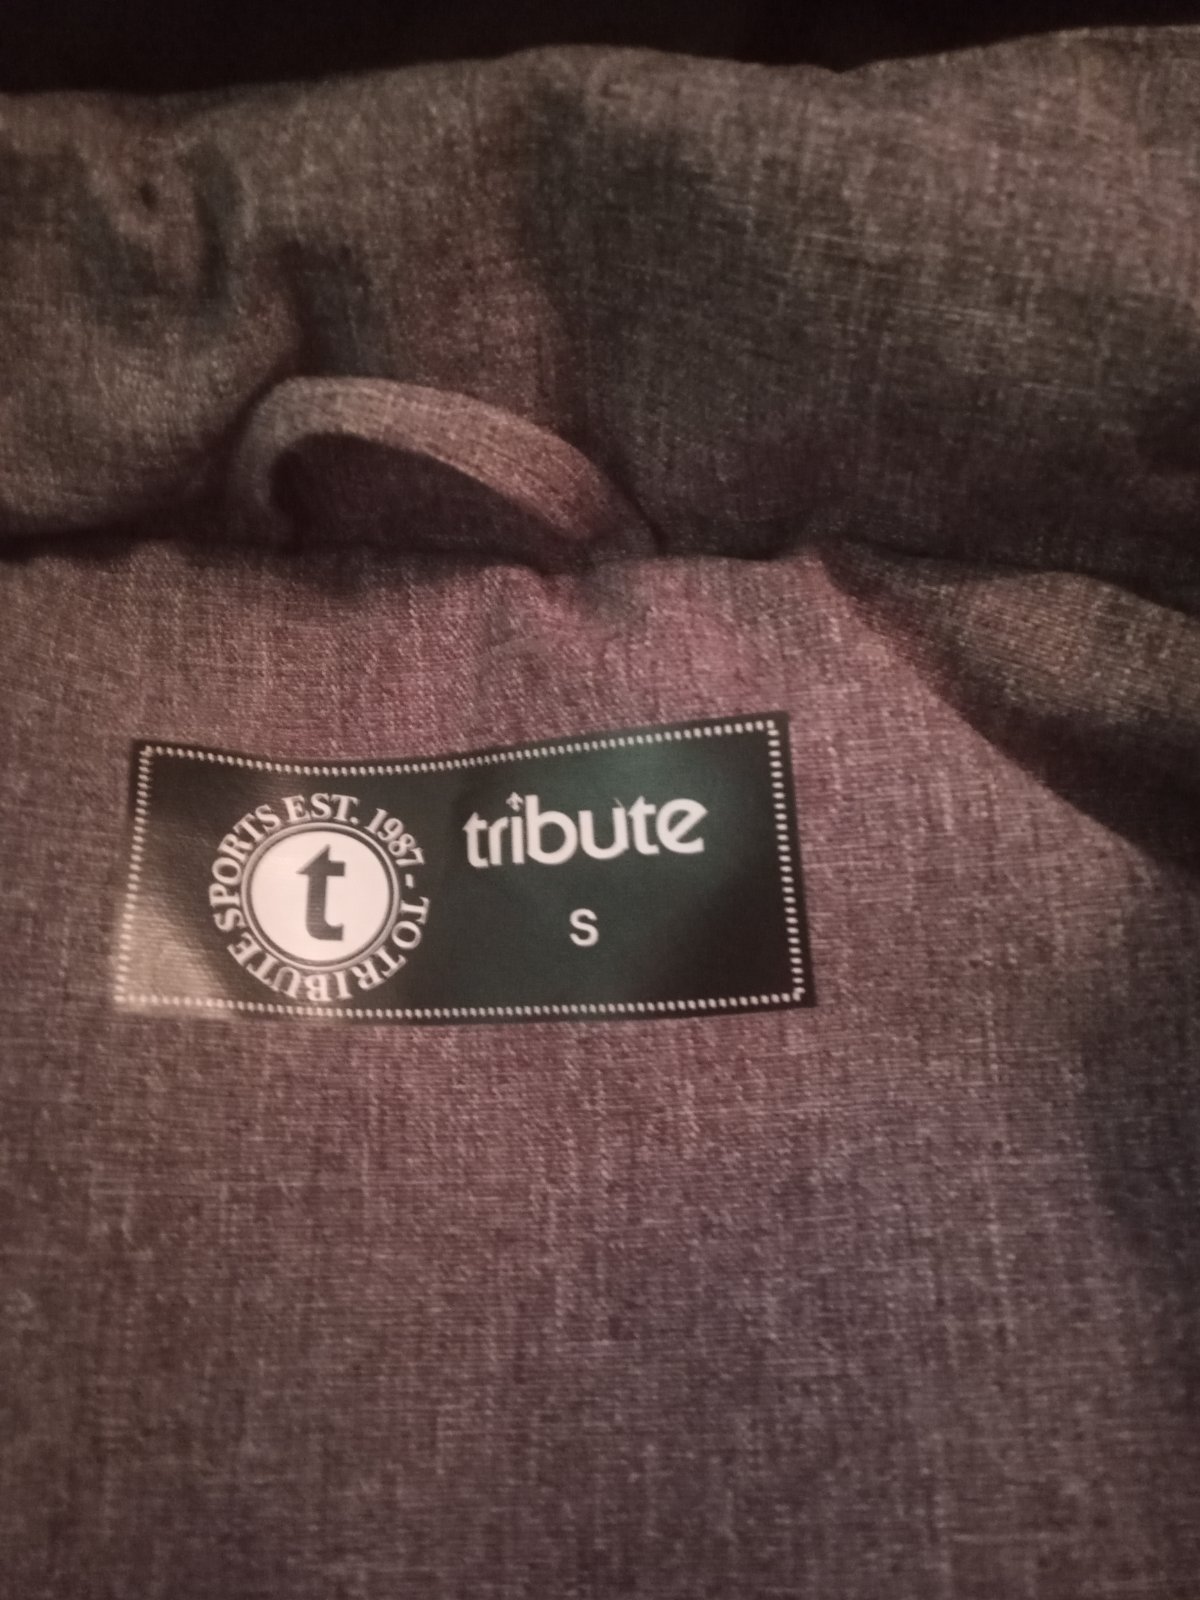 TRIBUTE SPORTS EST. 1987 - TO
t
tribute
S